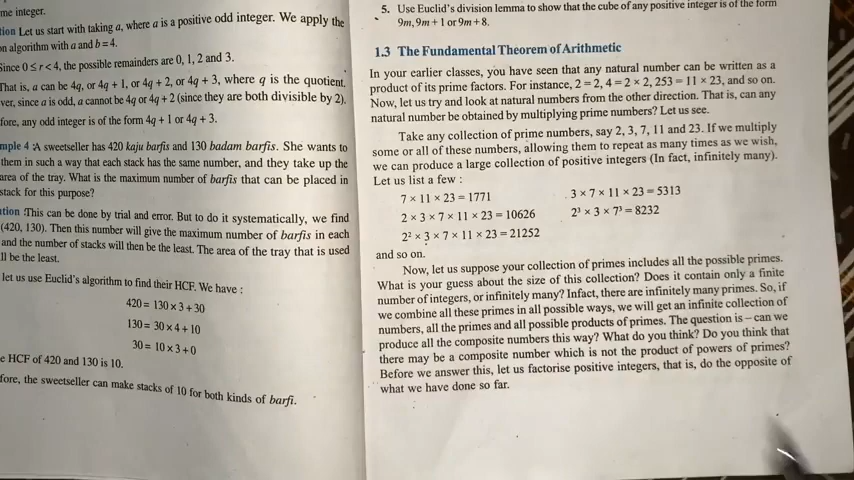 me integer.
tion Let us start with taking a, where a is a positive odd integer. We apply the
n algorithm with a and b = 4.
Since 0 ≤ r < 4, the possible remainders are 0, 1, 2 and 3.
That is, a can be 4q, or 4q + 1, or 4q + 2, or 4q + 3, where q is the quotient.
ver, since a is odd, a cannot be 4q or 4q + 2 (since they are both divisible by 2).
fore, any odd integer is of the form 4q + 1 or 4q + 3.
mple 4 : A sweetseller has 420 kaju barfis and 130 badam barfis. She wants to
them in such a way that each stack has the same number, and they take up the
area of the tray. What is the maximum number of barfis that can be placed in
stack for this purpose?
ation : This can be done by trial and error. But to do it systematically, we find
(420, 130). Then this number will give the maximum number of barfis in each
and the number of stacks will then be the least. The area of the tray that is used
ll be the least.
let us use Euclid's algorithm to find their HCF. We have :
420 = 130 × 3 + 30
130 = 30 × 4 + 10
30 = 10 × 3 + 0
e HCF of 420 and 130 is 10.
fore, the sweetseller can make stacks of 10 for both kinds of barfi.
5. Use Euclid's division lemma to show that the cube of any positive integer is of the form
9m, 9m + 1 or 9m + 8.
1.3 The Fundamental Theorem of Arithmetic
In your earlier classes, you have seen that any natural number can be written as a
product of its prime factors. For instance, 2 = 2, 4 = 2 × 2, 253 = 11 × 23, and so on.
Now, let us try and look at natural numbers from the other direction. That is, can any
natural number be obtained by multiplying prime numbers? Let us see.
Take any collection of prime numbers, say 2, 3, 7, 11 and 23. If we multiply
some or all of these numbers, allowing them to repeat as many times as we wish,
we can produce a large collection of positive integers (In fact, infinitely many).
Let us list a few :
7 × 11 × 23 = 1771 3 × 7 × 11 × 23 = 5313
2 × 3 × 7 × 11 × 23 = 10626 2³ × 3 × 7³ = 8232
2² × 3 × 7 × 11 × 23 = 21252
and so on.
Now, let us suppose your collection of primes includes all the possible primes.
What is your guess about the size of this collection? Does it contain only a finite
number of integers, or infinitely many? Infact, there are infinitely many primes. So, if
we combine all these primes in all possible ways, we will get an infinite collection of
numbers, all the primes and all possible products of primes. The question is – can we
produce all the composite numbers this way? What do you think? Do you think that
there may be a composite number which is not the product of powers of primes?
Before we answer this, let us factorise positive integers, that is, do the opposite of
what we have done so far.